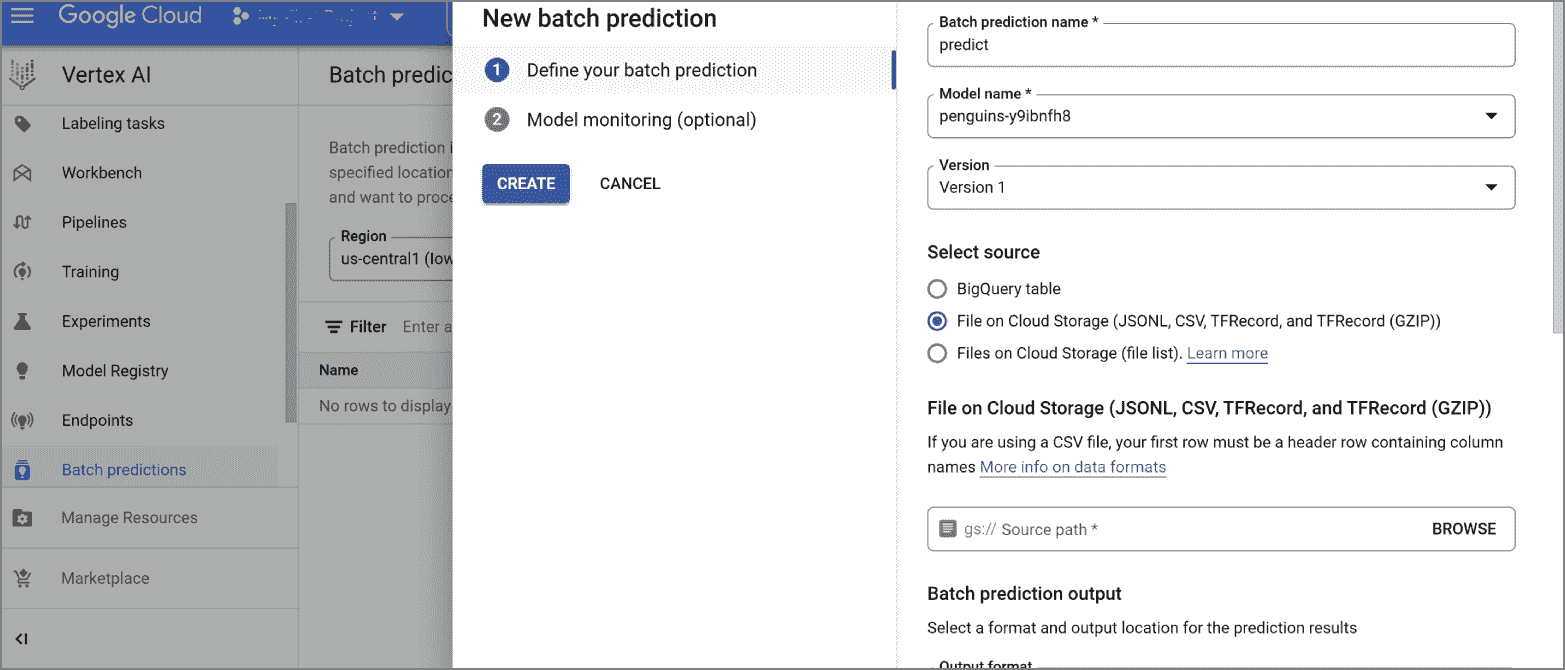 Google Cloud
Vertex AI
Labeling tasks
Workbench
Pipelines
Training
Experiments
Model Registry
Endpoints
Batch predictions
Manage Resources
Marketplace
Batch predic
Batch prediction i
specified location
and want to proce
Region
us-central1 (low
Filter Enter a
Name
No rows to display
New batch prediction
1 Define your batch prediction
2 Model monitoring (optional)
CREATE CANCEL
Batch prediction name *
predict
Model name *
penguins-y9ibnfh8
Version
Version 1
Select source
BigQuery table
File on Cloud Storage (JSONL, CSV, TFRecord, and TFRecord (GZIP))
Files on Cloud Storage (file list). Learn more
File on Cloud Storage (JSONL, CSV, TFRecord, and TFRecord (GZIP))
If you are using a CSV file, your first row must be a header row containing column
names More info on data formats
gs:// Source path * BROWSE
Batch prediction output
Select a format and output location for the prediction results
Output format